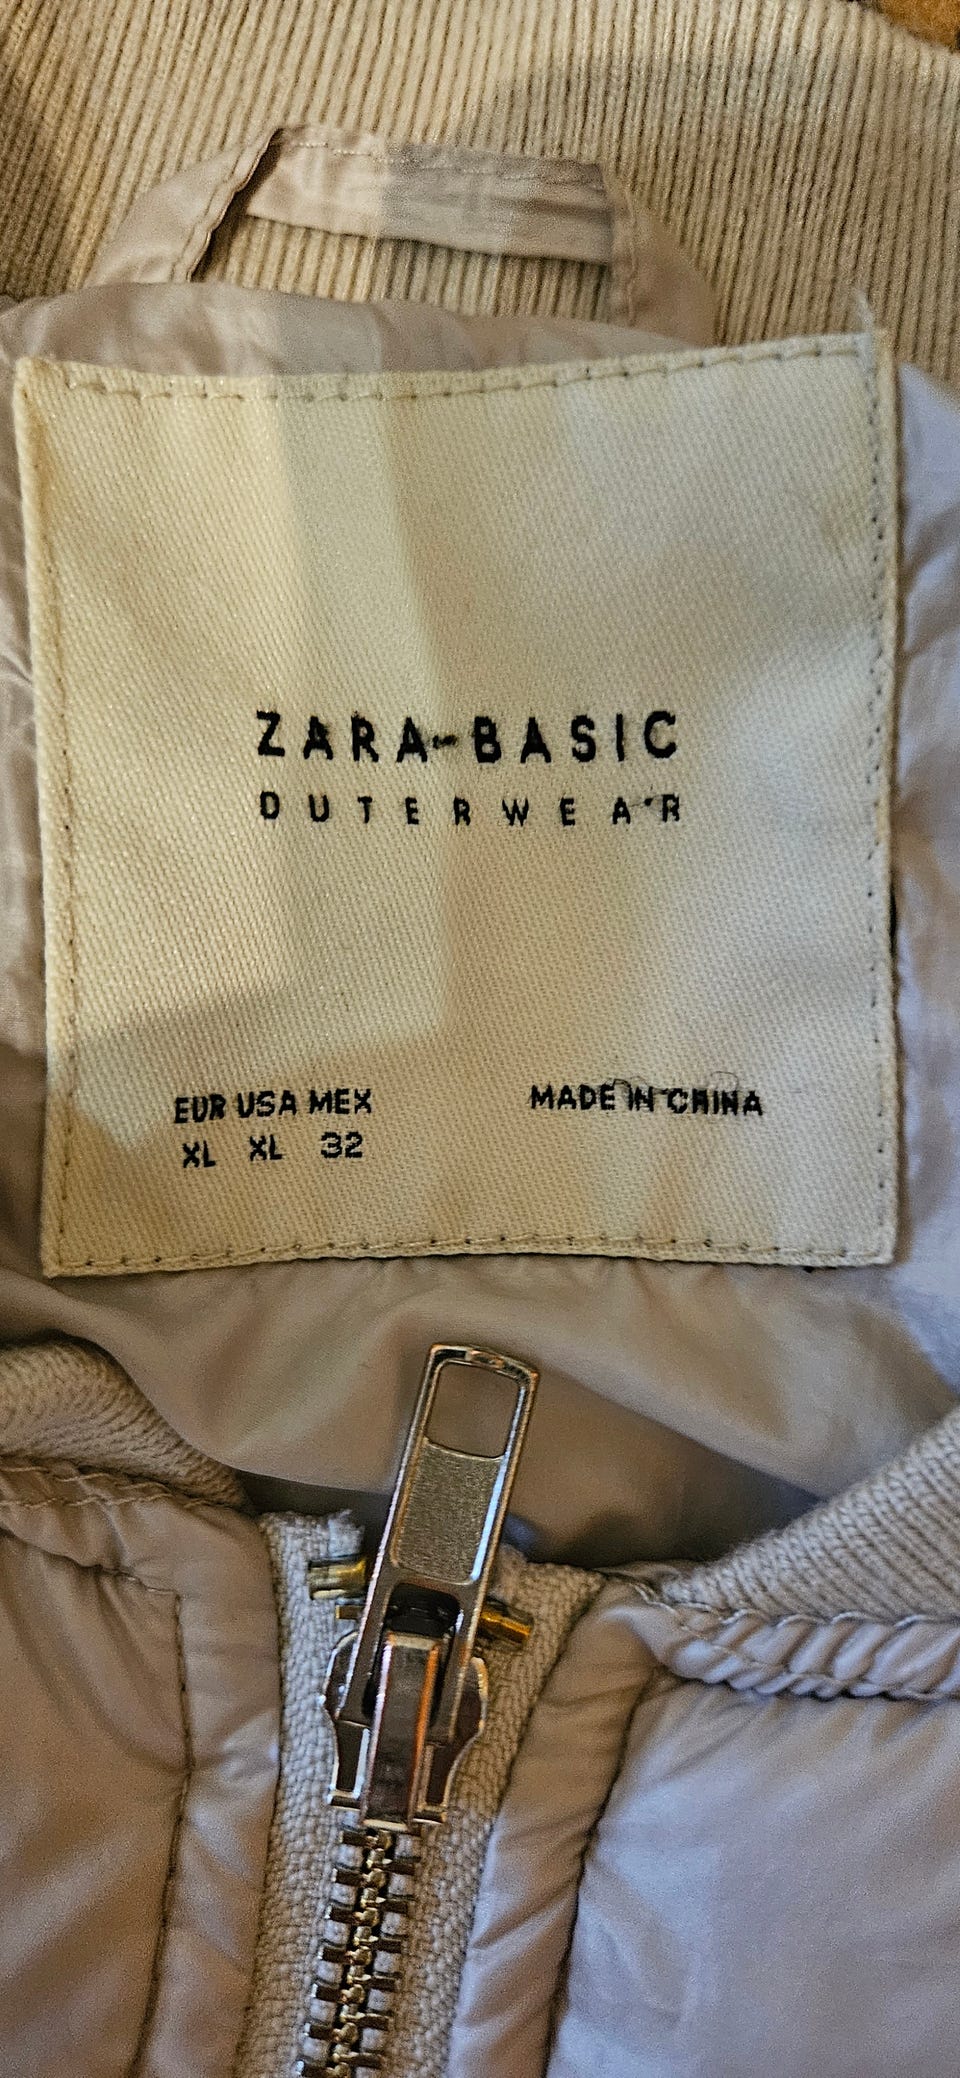 ZARA-BASIC
OUTERWEAR
EUR USA MEX
XL XL 32
MADE IN CHINA